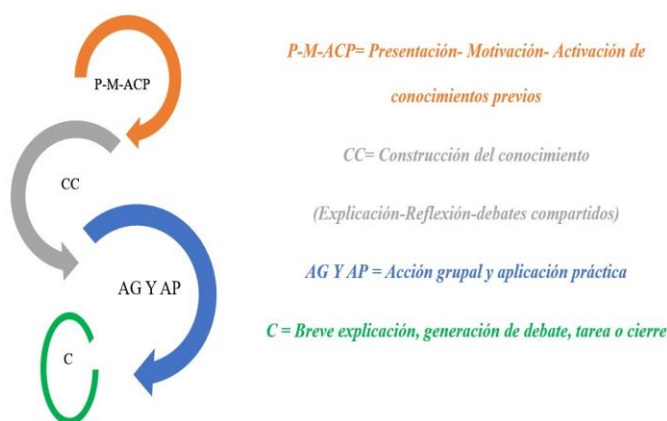 P-M-ACP
CC
AG Y AP
C
P-M-ACP= Presentación- Motivación- Activación de
conocimientos previos
CC= Construcción del conocimiento
(Explicación-Reflexión-debates compartidos)
AG Y AP = Acción grupal y aplicación práctica
C = Breve explicación, generación de debate, tarea o cierre